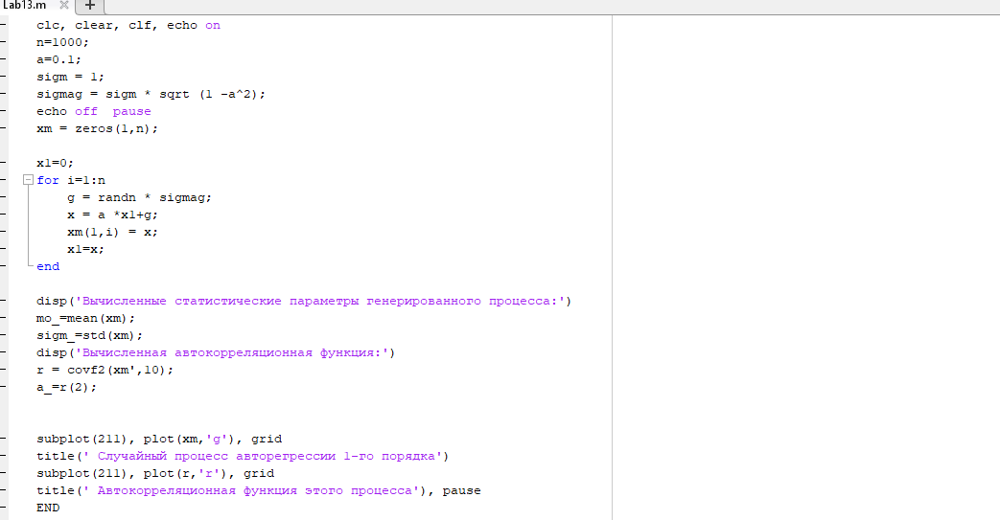 Lab13.m × +
clc, clear, clf, echo on
n=1000;
a=0.1;
sigm = 1;
sigmag = sigm * sqrt (1 -a^2);
echo off  pause
xm = zeros(1,n);
x1=0;
for i=1:n
g = randn * sigmag;
x = a *x1+g;
xm(1,i) = x;
x1=x;
end
disp('Вычисленные статистические параметры генерированного процесса:')
mo_=mean(xm);
sigm_=std(xm);
disp('Вычисленная автокорреляционная функция:')
r = covf2(xm',10);
a_=r(2);
subplot(211), plot(xm,'g'), grid
title(' Случайный процесс авторегрессии 1-го порядка')
subplot(211), plot(r,'r'), grid
title(' Автокорреляционная функция этого процесса'), pause
END